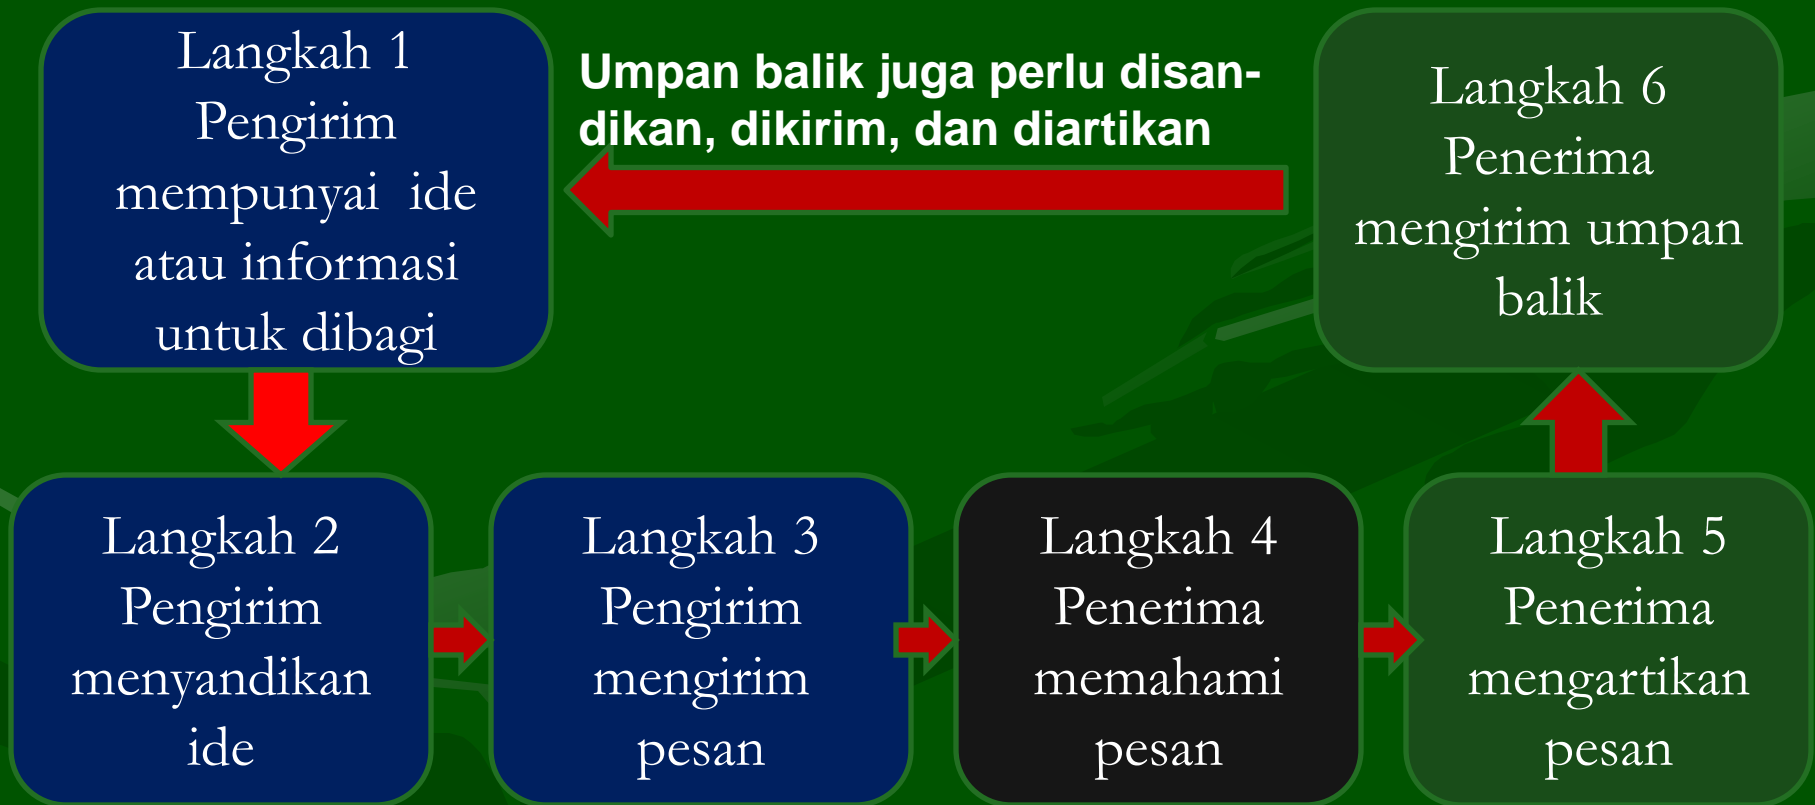 Langkah 1
Pengirim
mempunyai ide
atau informasi
untuk dibagi
Umpan balik juga perlu disan-
dikan, dikirim, dan diartikan
Langkah 6
Penerima
mengirim umpan
balik
Langkah 2
Pengirim
menyandikan
ide
Langkah 3
Pengirim
mengirim
pesan
Langkah 4
Penerima
memahami
pesan
Langkah 5
Penerima
mengartikan
pesan